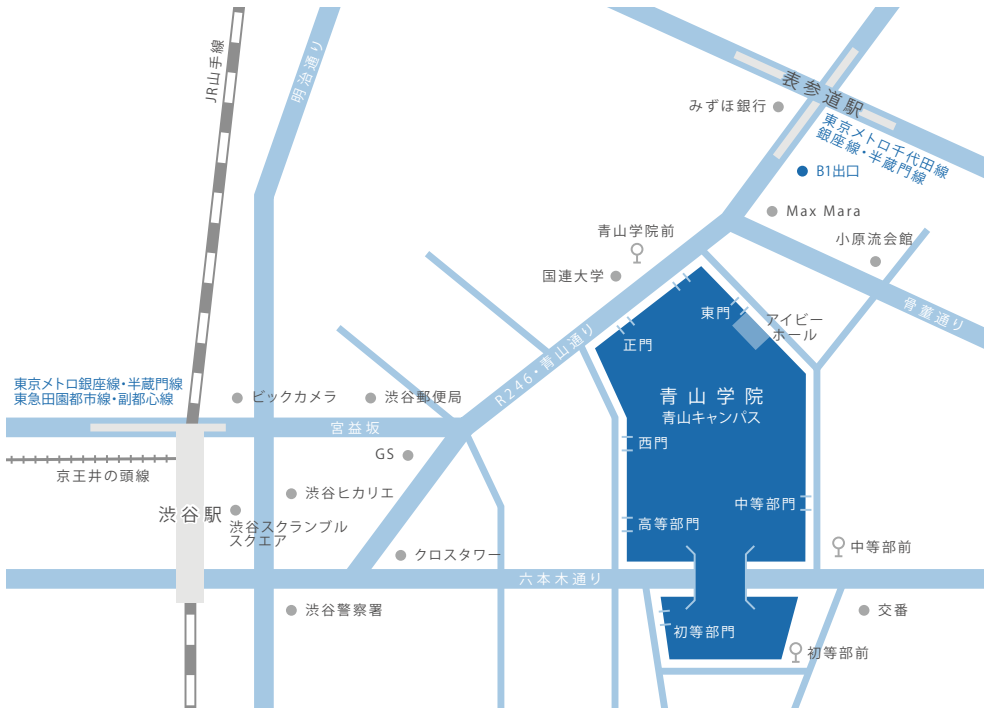 JR山手線
明治通り
表参道駅
みずほ銀行
東京メトロ千代田線
銀座線・半蔵門線
B1出口
Max Mara
青山学院前
小原流会館
国連大学
骨董通り
東門
アイビー
ホール
正門
R246・青山通り
東京メトロ銀座線・半蔵門線
東急田園都市線・副都心線
ビックカメラ
渋谷郵便局
青山学院
青山キャンパス
宮益坂
西門
GS
京王井の頭線
渋谷ヒカリエ
中等部門
渋谷駅
渋谷スクランブル
スクエア
高等部門
中等部前
クロスタワー
六本木通り
渋谷警察署
交番
初等部門
初等部前